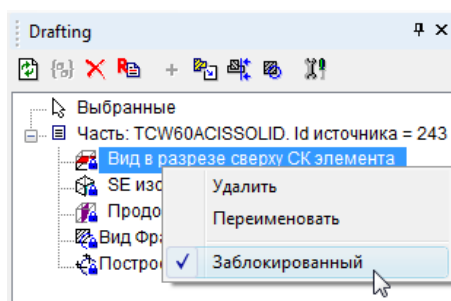 Drafting
Выбранные
Часть: TCW60ACISSOLID. Id источника = 243
Вид в разрезе сверху СК элемента
SE изо
Удалить
Продо
Переименовать
Вид Фра
Построе
Заблокированный